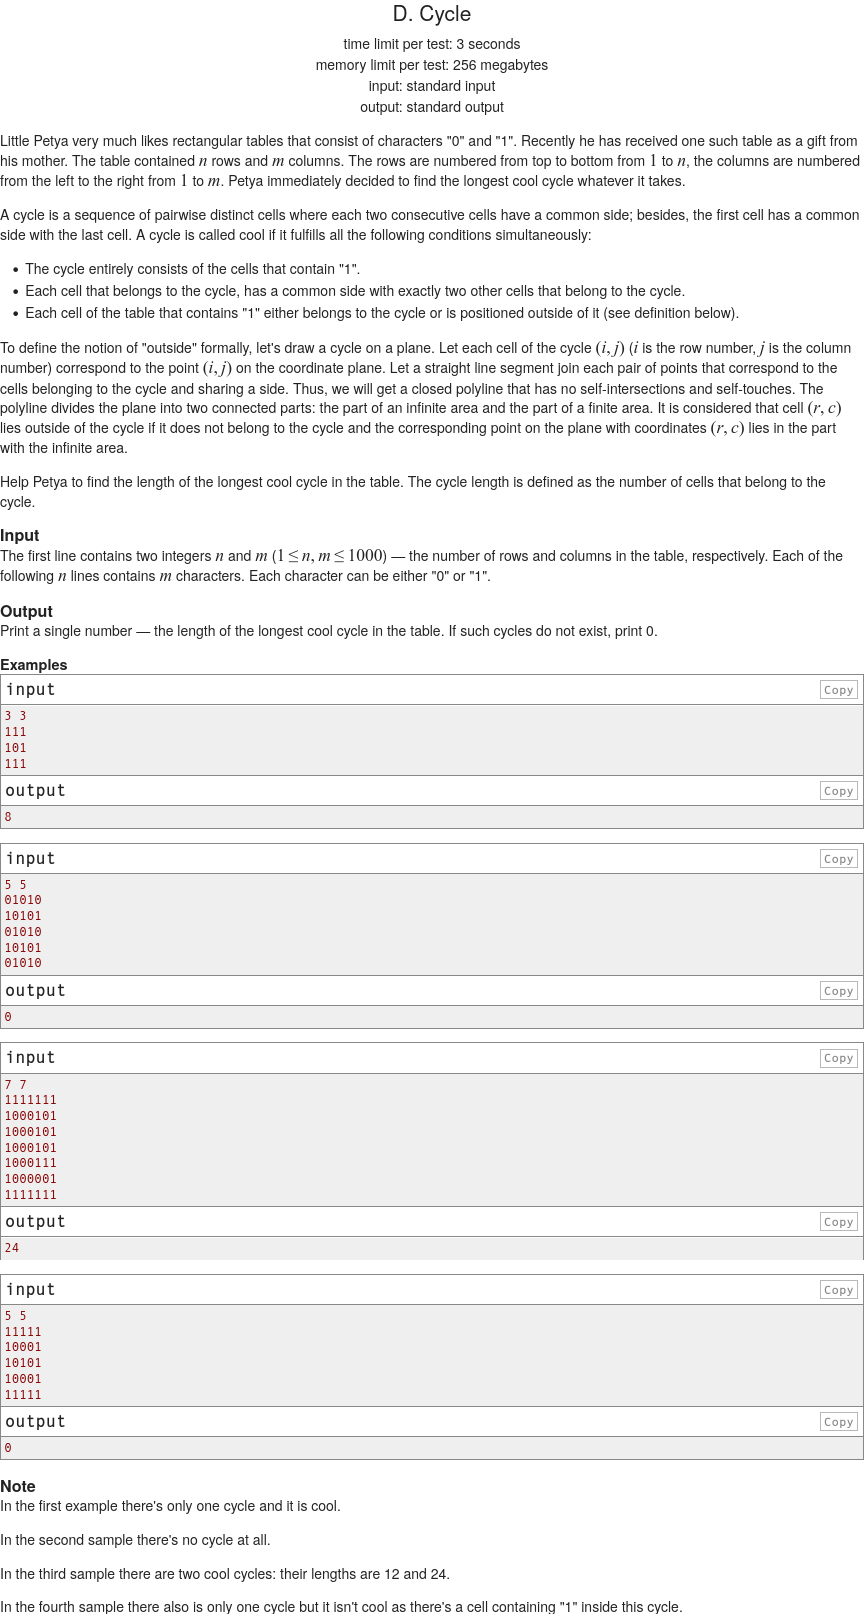 D. Cycle
time limit per test: 3 seconds
memory limit per test: 256 megabytes
input: standard input
output: standard output
Little Petya very much likes rectangular tables that consist of characters "0" and "1". Recently he has received one such table as a gift from
his mother. The table contained n rows and m columns. The rows are numbered from top to bottom from 1 to n, the columns are numbered
from the left to the right from 1 to m. Petya immediately decided to find the longest cool cycle whatever it takes.
A cycle is a sequence of pairwise distinct cells where each two consecutive cells have a common side; besides, the first cell has a common
side with the last cell. A cycle is called cool if it fulfills all the following conditions simultaneously:
• The cycle entirely consists of the cells that contain "1".
• Each cell that belongs to the cycle, has a common side with exactly two other cells that belong to the cycle.
• Each cell of the table that contains "1" either belongs to the cycle or is positioned outside of it (see definition below).
To define the notion of "outside" formally, let's draw a cycle on a plane. Let each cell of the cycle (i, j) (i is the row number, j is the column
number) correspond to the point (i, j) on the coordinate plane. Let a straight line segment join each pair of points that correspond to the
cells belonging to the cycle and sharing a side. Thus, we will get a closed polyline that has no self-intersections and self-touches. The
polyline divides the plane into two connected parts: the part of an infinite area and the part of a finite area. It is considered that cell (r, c)
lies outside of the cycle if it does not belong to the cycle and the corresponding point on the plane with coordinates (r, c) lies in the part
with the infinite area.
Help Petya to find the length of the longest cool cycle in the table. The cycle length is defined as the number of cells that belong to the
cycle.
Input
The first line contains two integers n and m (1 ≤ n, m ≤ 1000) — the number of rows and columns in the table, respectively. Each of the
following n lines contains m characters. Each character can be either "0" or "1".
Output
Print a single number — the length of the longest cool cycle in the table. If such cycles do not exist, print 0.
Examples
input Copy
3 3
111
101
111
output Copy
8
input Copy
5 5
01010
10101
01010
10101
01010
output Copy
0
input Copy
7 7
1111111
1000101
1000101
1000101
1000111
1000001
1111111
output Copy
24
input Copy
5 5
11111
10001
10101
10001
11111
output Copy
0
Note
In the first example there's only one cycle and it is cool.
In the second sample there's no cycle at all.
In the third sample there are two cool cycles: their lengths are 12 and 24.
In the fourth sample there also is only one cycle but it isn't cool as there's a cell containing "1" inside this cycle.